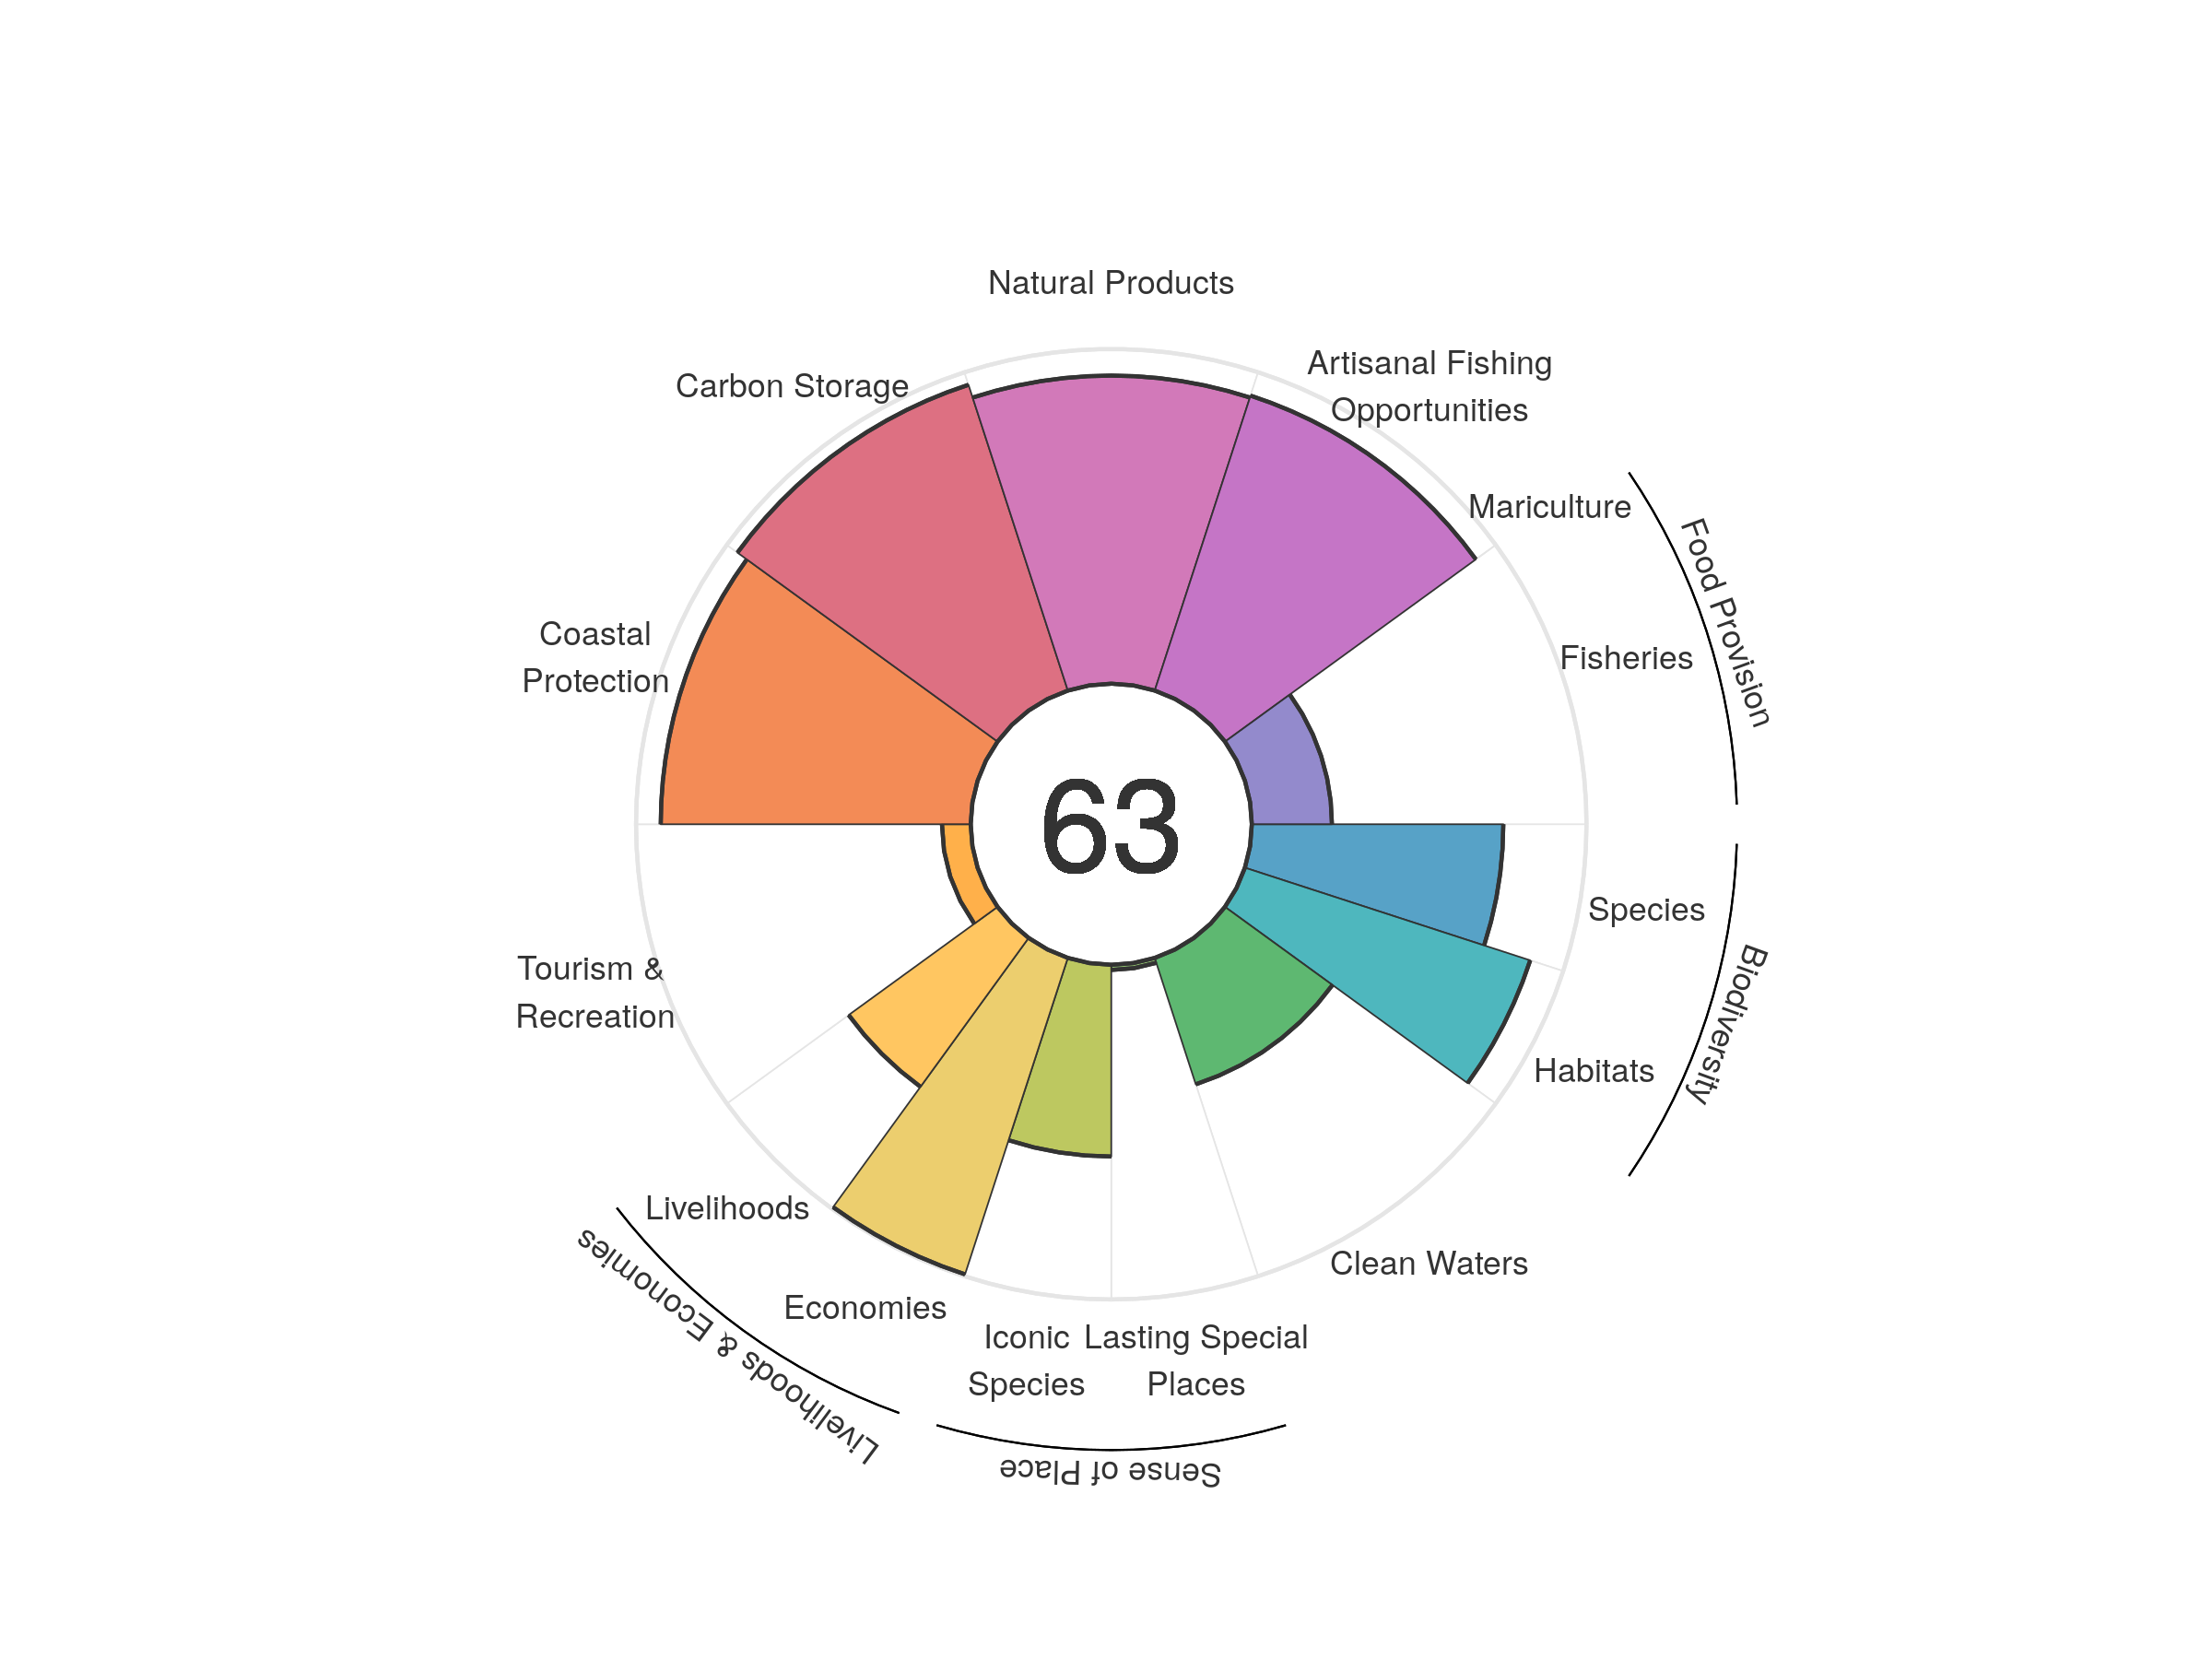 Natural Products
Artisanal Fishing
Opportunities
Carbon Storage
Mariculture
Food Provision
Coastal
Protection
Fisheries
63
Species
Biodiversity
Tourism &
Recreation
Habitats
Livelihoods
Clean Waters
Livelihoods & Economies
Economies
Iconic
Species
Lasting Special
Places
Sense of Place